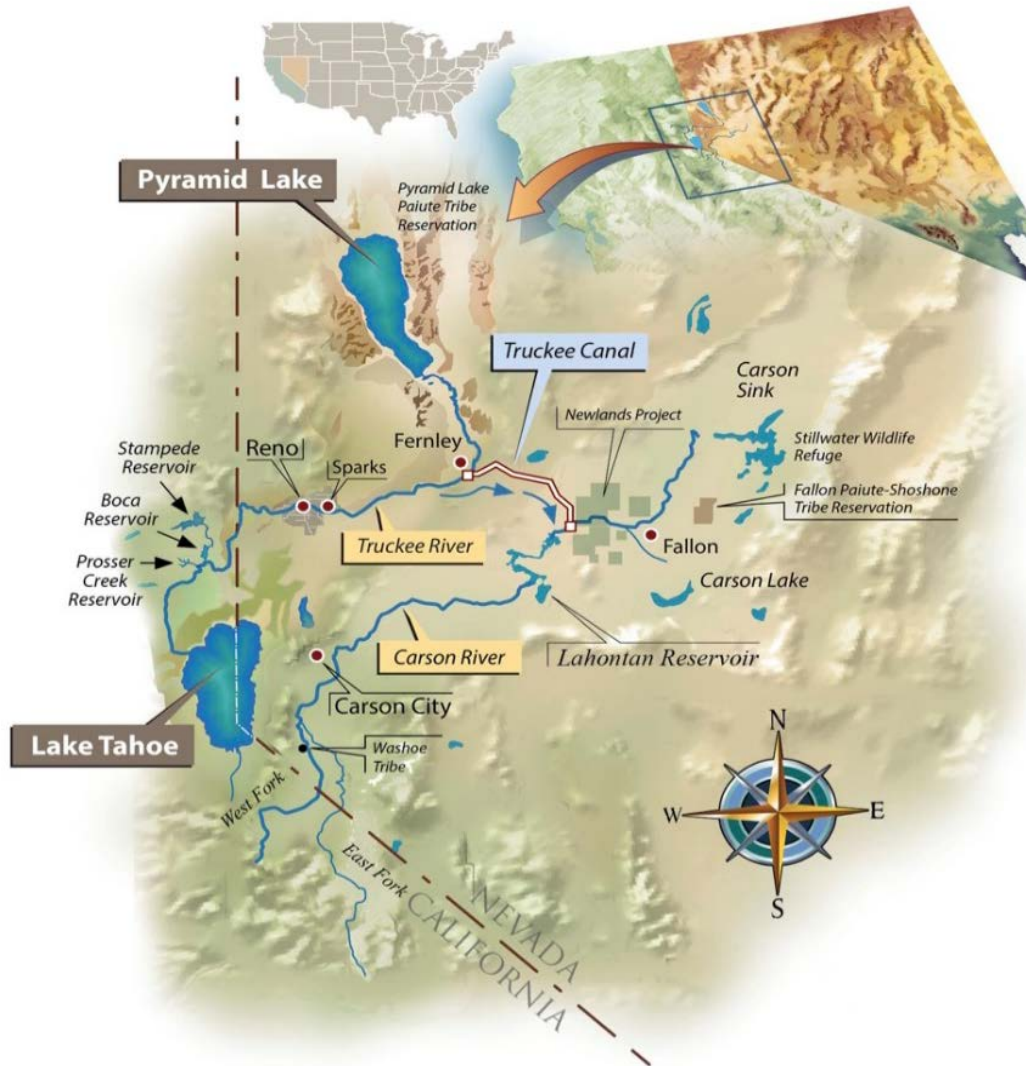 Pyramid Lake
Pyramid Lake
Paiute Tribe
Reservation
Truckee Canal
Carson
Sink
Newlands Project
Fernley
Stillwater Wildlife
Refuge
Stampede
Reservoir
Reno
Sparks
Boca
Reservoir
Fallon Paiute-Shoshone
Tribe Reservation
Truckee River
Fallon
Prosser
Creek
Reservoir
Carson Lake
Carson River
Lahontan Reservoir
Carson City
Lake Tahoe
Washoe
Tribe
West Fork
East Fork
NEVADA
CALIFORNIA
N
W
E
S